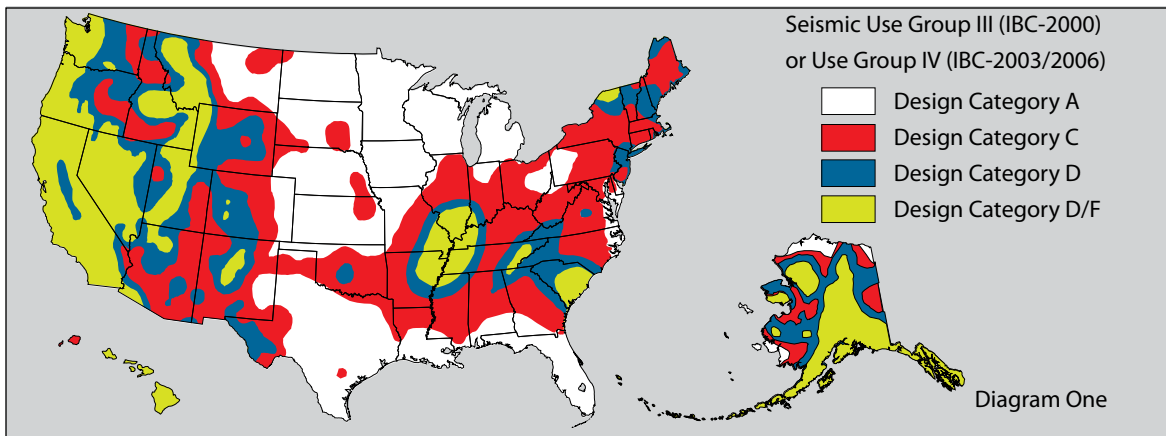 Seismic Use Group III (IBC-2000)
or Use Group IV (IBC-2003/2006)
Design Category A
Design Category C
Design Category D
Design Category D/F
Diagram One